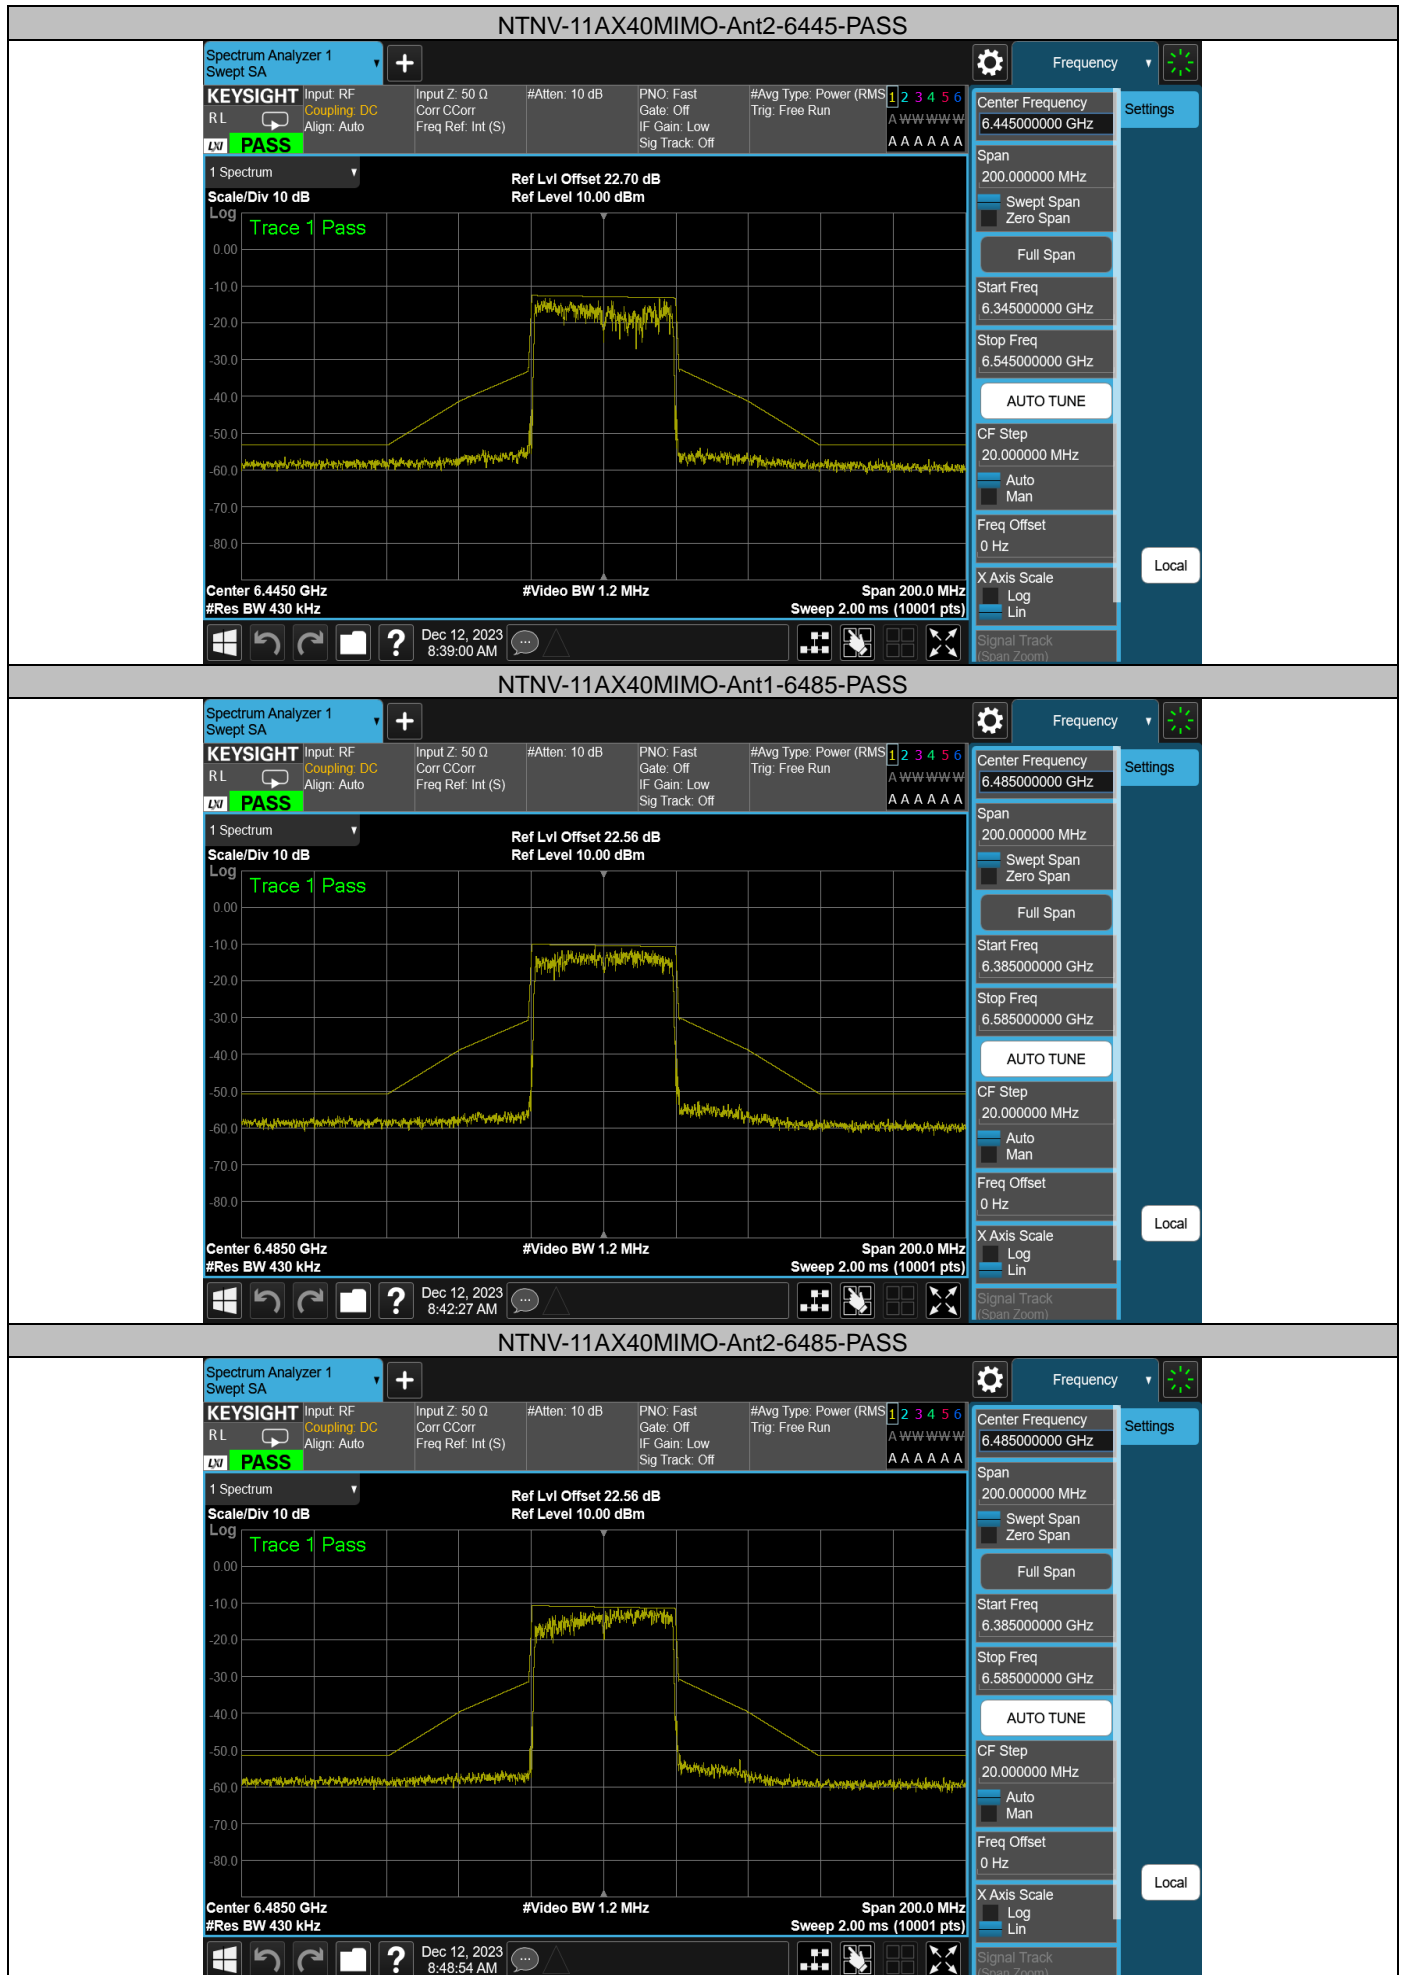 NTNV-11AX40MIMO-Ant2-6445-PASS
Spectrum Analyzer 1
Swept SA
Frequency
KEYSIGHT
RL
LXI PASS
Input: RF
Coupling: DC
Align: Auto
Input Z: 50 Ω
Corr CCorr
Freq Ref: Int (S)
#Atten: 10 dB
PNO: Fast
Gate: Off
IF Gain: Low
Sig Track: Off
#Avg Type: Power (RMS
Trig: Free Run
1 2 3 4 5 6
A W W W W W
A A A A A A
Center Frequency
6.445000000 GHz
Settings
Span
200.000000 MHz
Swept Span
Zero Span
Full Span
Start Freq
6.345000000 GHz
Stop Freq
6.545000000 GHz
AUTO TUNE
CF Step
20.000000 MHz
Auto
Man
Freq Offset
0 Hz
X Axis Scale
Log
Lin
Signal Track
(Span Zoom)
Local
1 Spectrum
Scale/Div 10 dB
Ref Lvl Offset 22.70 dB
Ref Level 10.00 dBm
Log
Trace 1 Pass
0.00
-10.0
-20.0
-30.0
-40.0
-50.0
-60.0
-70.0
-80.0
Center 6.4450 GHz
#Res BW 430 kHz
#Video BW 1.2 MHz
Span 200.0 MHz
Sweep 2.00 ms (10001 pts)
Dec 12, 2023
8:39:00 AM
NTNV-11AX40MIMO-Ant1-6485-PASS
Spectrum Analyzer 1
Swept SA
Frequency
KEYSIGHT
RL
LXI PASS
Input: RF
Coupling: DC
Align: Auto
Input Z: 50 Ω
Corr CCorr
Freq Ref: Int (S)
#Atten: 10 dB
PNO: Fast
Gate: Off
IF Gain: Low
Sig Track: Off
#Avg Type: Power (RMS
Trig: Free Run
1 2 3 4 5 6
A W W W W W
A A A A A A
Center Frequency
6.485000000 GHz
Settings
Span
200.000000 MHz
Swept Span
Zero Span
Full Span
Start Freq
6.385000000 GHz
Stop Freq
6.585000000 GHz
AUTO TUNE
CF Step
20.000000 MHz
Auto
Man
Freq Offset
0 Hz
X Axis Scale
Log
Lin
Signal Track
(Span Zoom)
Local
1 Spectrum
Scale/Div 10 dB
Ref Lvl Offset 22.56 dB
Ref Level 10.00 dBm
Log
Trace 1 Pass
0.00
-10.0
-20.0
-30.0
-40.0
-50.0
-60.0
-70.0
-80.0
Center 6.4850 GHz
#Res BW 430 kHz
#Video BW 1.2 MHz
Span 200.0 MHz
Sweep 2.00 ms (10001 pts)
Dec 12, 2023
8:42:27 AM
NTNV-11AX40MIMO-Ant2-6485-PASS
Spectrum Analyzer 1
Swept SA
Frequency
KEYSIGHT
RL
LXI PASS
Input: RF
Coupling: DC
Align: Auto
Input Z: 50 Ω
Corr CCorr
Freq Ref: Int (S)
#Atten: 10 dB
PNO: Fast
Gate: Off
IF Gain: Low
Sig Track: Off
#Avg Type: Power (RMS
Trig: Free Run
1 2 3 4 5 6
A W W W W W
A A A A A A
Center Frequency
6.485000000 GHz
Settings
Span
200.000000 MHz
Swept Span
Zero Span
Full Span
Start Freq
6.385000000 GHz
Stop Freq
6.585000000 GHz
AUTO TUNE
CF Step
20.000000 MHz
Auto
Man
Freq Offset
0 Hz
X Axis Scale
Log
Lin
Signal Track
(Span Zoom)
Local
1 Spectrum
Scale/Div 10 dB
Ref Lvl Offset 22.56 dB
Ref Level 10.00 dBm
Log
Trace 1 Pass
0.00
-10.0
-20.0
-30.0
-40.0
-50.0
-60.0
-70.0
-80.0
Center 6.4850 GHz
#Res BW 430 kHz
#Video BW 1.2 MHz
Span 200.0 MHz
Sweep 2.00 ms (10001 pts)
Dec 12, 2023
8:48:54 AM